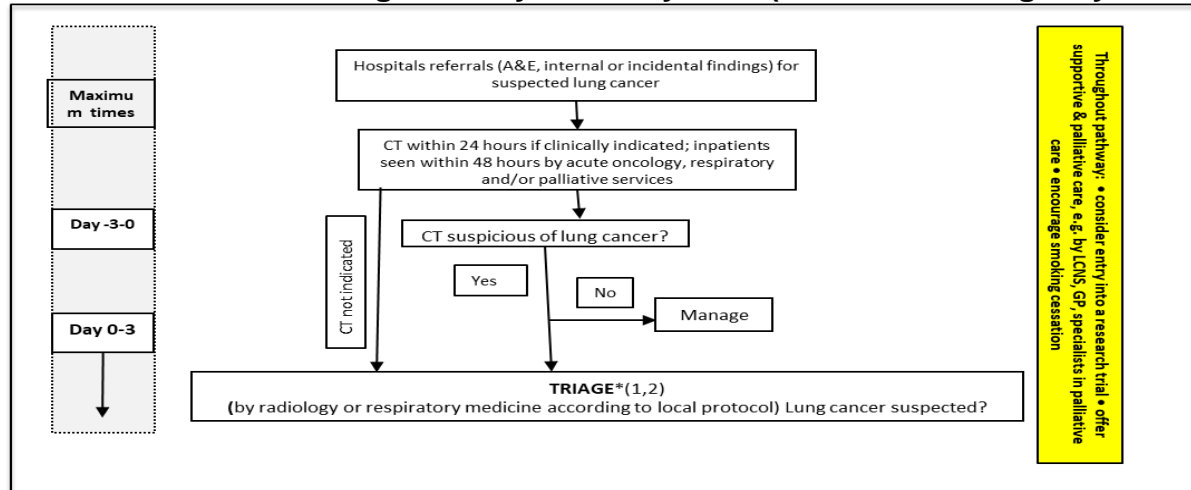 Maximu
m times
Day -3-0
Day 0-3
Hospitals referrals (A&E, internal or incidental findings) for
suspected lung cancer
CT within 24 hours if clinically indicated; inpatients
seen within 48 hours by acute oncology, respiratory
and/or palliative services
CT not indicated
CT suspicious of lung cancer?
Yes
No
Manage
TRIAGE*(1,2)
(by radiology or respiratory medicine according to local protocol) Lung cancer suspected?
Throughout pathway: • consider entry into a research trial • offer
supportive & palliative care, e.g. by LCNS, GP, specialists in palliative
care • encourage smoking cessation